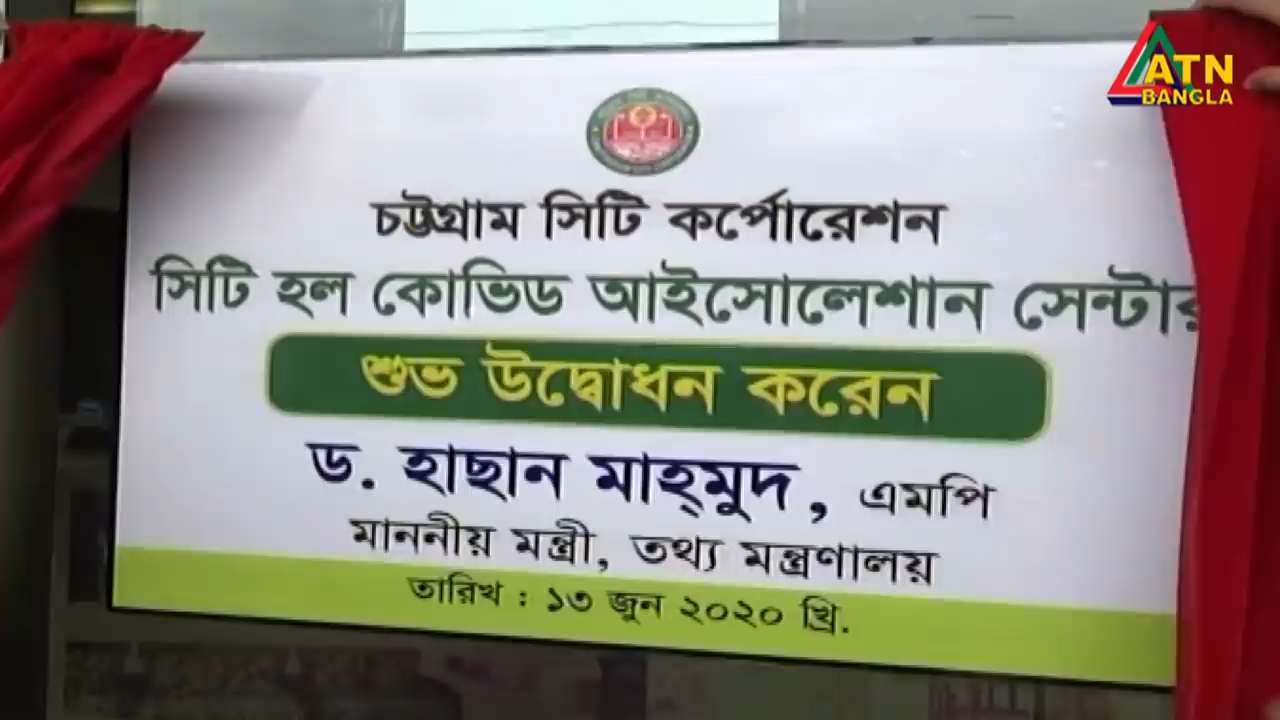 ATN
BANGLA
চট্টগ্রাম সিটি কর্পোরেশন
সিটি হল কোভিড আইসোলেশান সেন্টার
শুভ উদ্বোধন করেন
ড. হাছান মাহ্‌মুদ, এমপি
মাননীয় মন্ত্রী, তথ্য মন্ত্রণালয়
তারিখ : ১৩ জুন ২০২০ খ্রি.